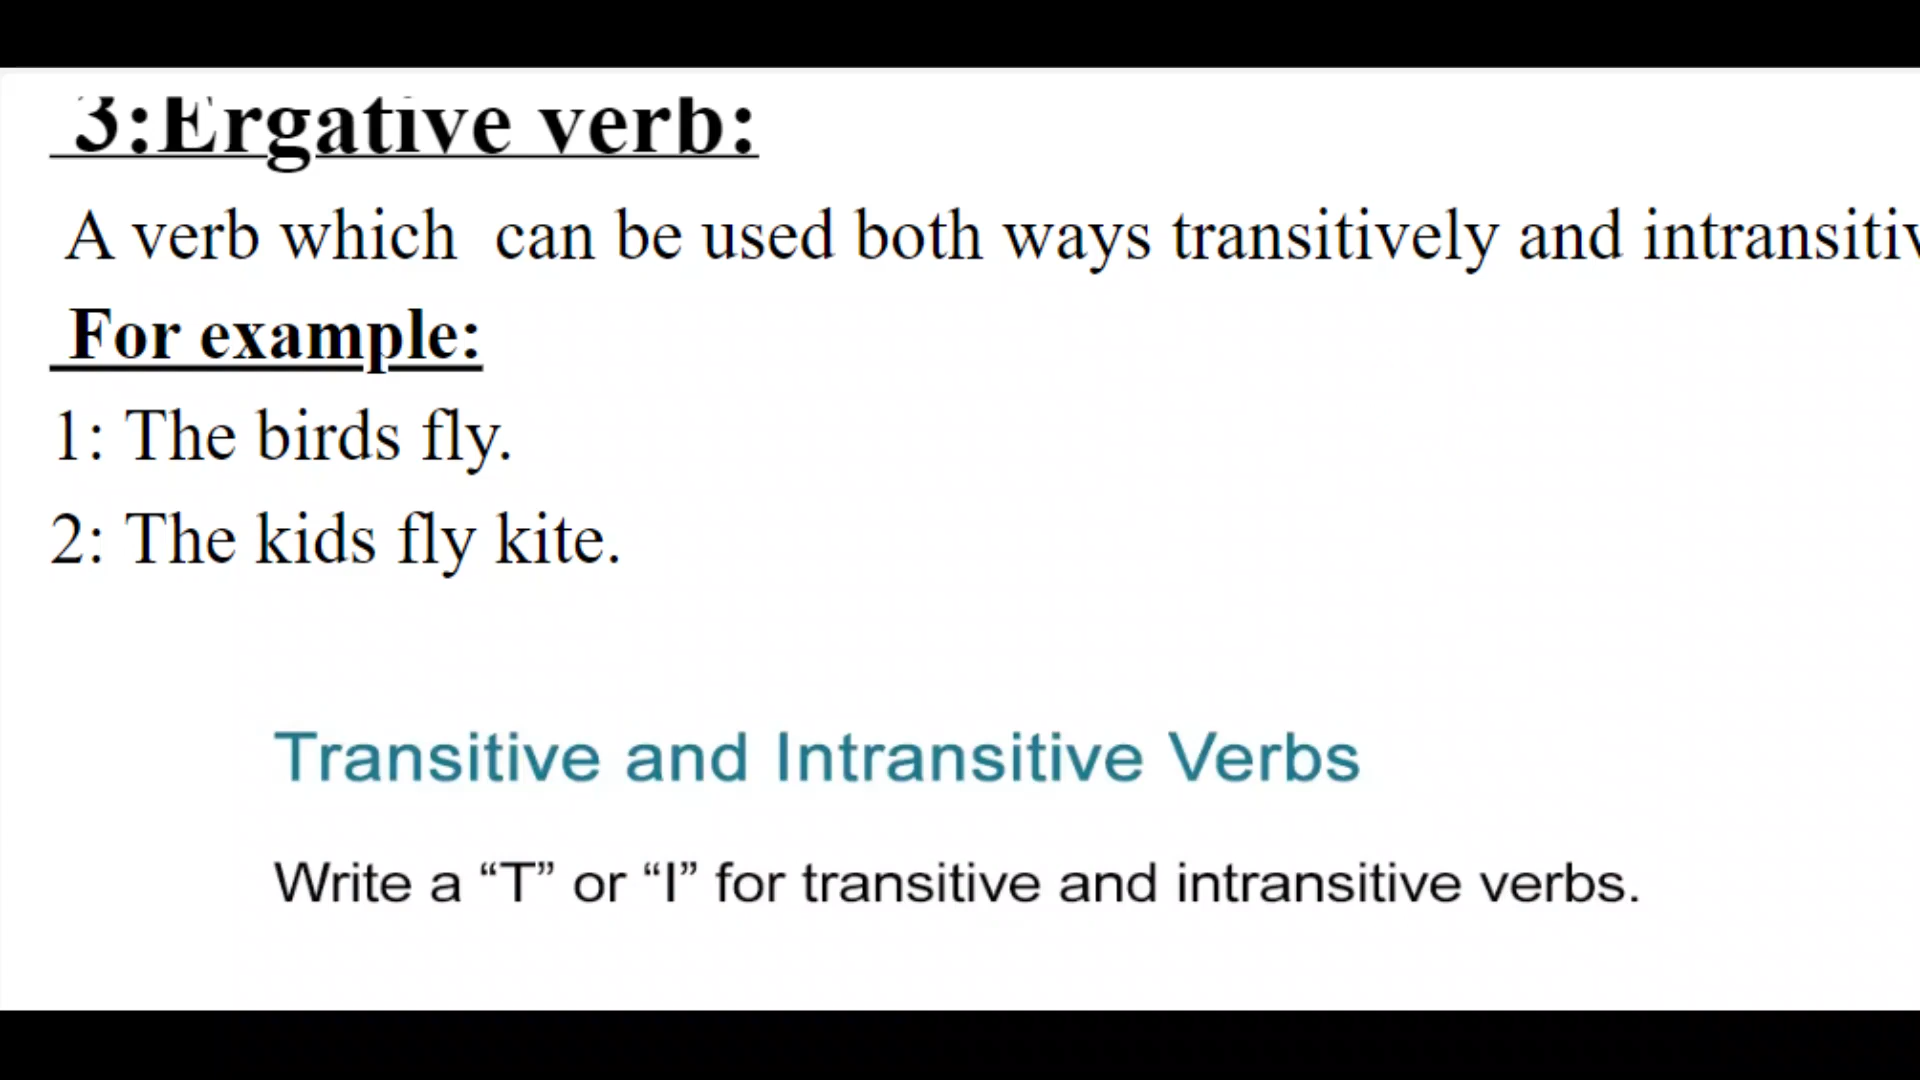 3:Ergative verb:
A verb which can be used both ways transitively and
For example:
1: The birds fly.
2: The kids fly kite.
Transitive and Intransitive Verbs
Write a “T” or “I” for transitive and intransitive verbs.